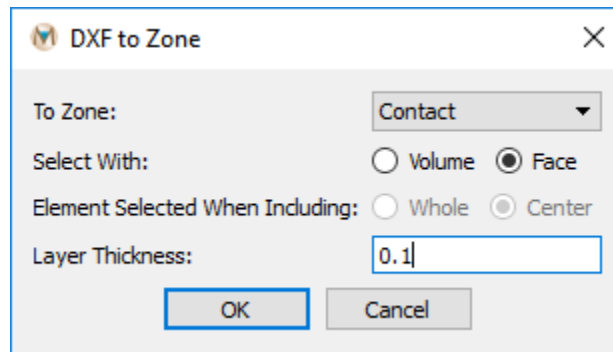 DXF to Zone
To Zone: Contact
Select With: Volume Face
Element Selected When Including: Whole Center
Layer Thickness: 0.1
OK Cancel